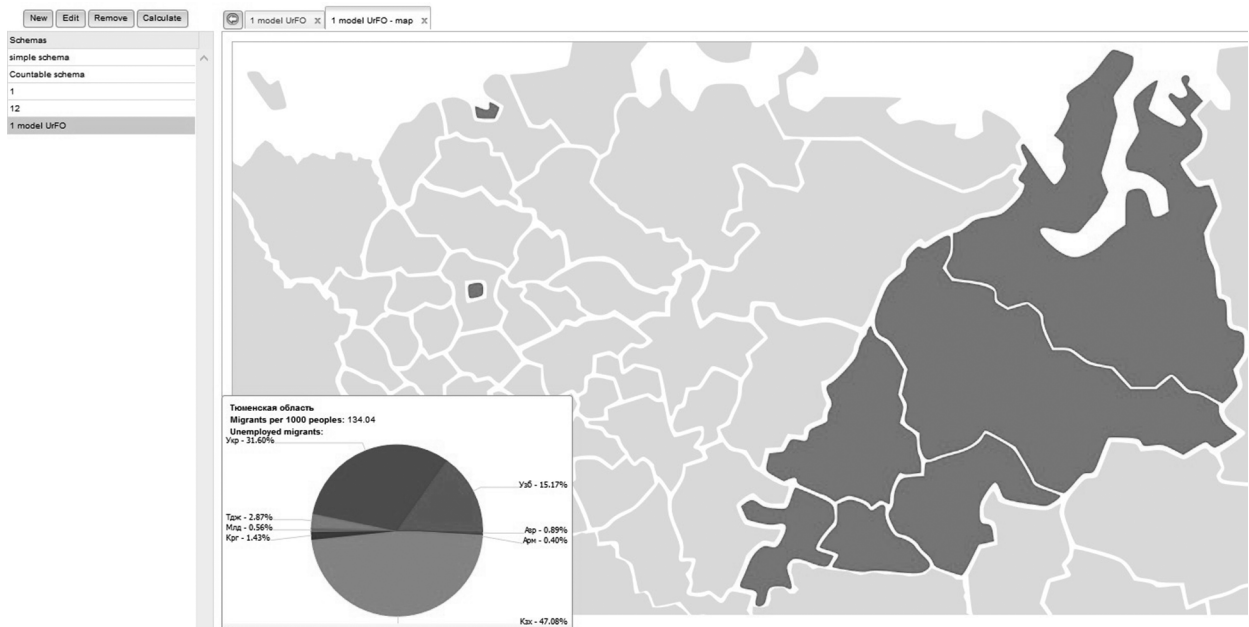 New Edit Remove Calculate
1 model UrFO x 1 model UrFO - map x
Schemas
simple schema
Countable schema
1
12
1 model UrFO
Тюменская область
Migrants per 1000 peoples: 134.04
Unemployed migrants:
Укр - 31.60%
Узб - 15.17%
Тдж - 2.87%
Млд - 0.56%
Крг - 1.43%
Азр - 0.89%
Арм - 0.40%
Кзх - 47.08%